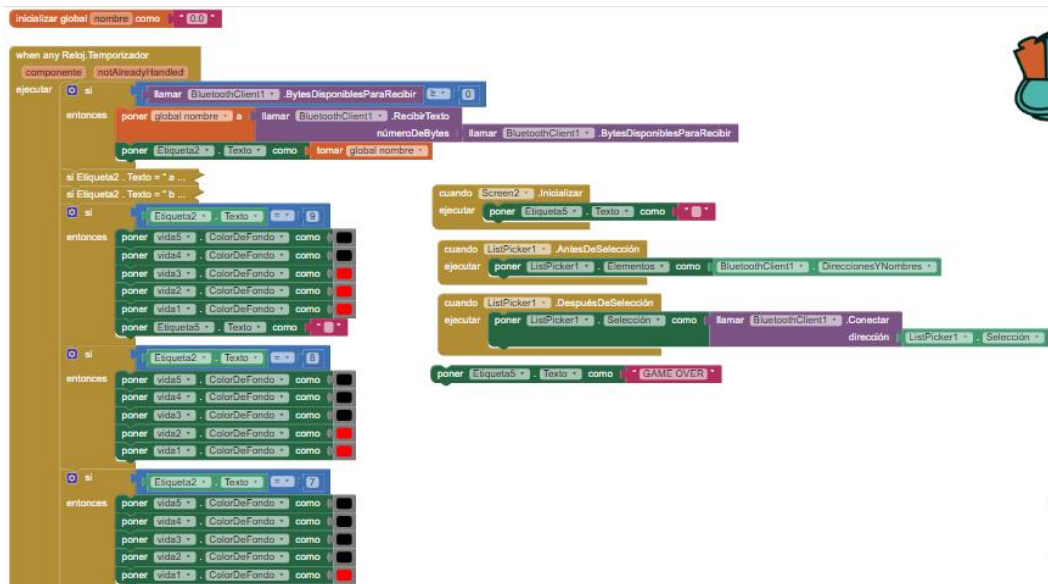 inicializar global nombre como " 0.0 "
when any Reloj.Temporizador
componente notAlreadyHandled
ejecutar si llamar BluetoothClient1 .BytesDisponiblesParaRecibir ≥ 0
entonces poner global nombre a llamar BluetoothClient1 .RecibirTexto
númeroDeBytes llamar BluetoothClient1 .BytesDisponiblesParaRecibir
poner Etiqueta2 . Texto como tomar global nombre
si Etiqueta2 . Texto = " a ...
si Etiqueta2 . Texto = " b ...
si Etiqueta2 . Texto = 9
entonces poner vida5 . ColorDeFondo como
poner vida4 . ColorDeFondo como
poner vida3 . ColorDeFondo como
poner vida2 . ColorDeFondo como
poner vida1 . ColorDeFondo como
poner Etiqueta5 . Texto como " "
si Etiqueta2 . Texto = 8
entonces poner vida5 . ColorDeFondo como
poner vida4 . ColorDeFondo como
poner vida3 . ColorDeFondo como
poner vida2 . ColorDeFondo como
poner vida1 . ColorDeFondo como
si Etiqueta2 . Texto = 7
entonces poner vida5 . ColorDeFondo como
poner vida4 . ColorDeFondo como
poner vida3 . ColorDeFondo como
poner vida2 . ColorDeFondo como
poner vida1 . ColorDeFondo como
cuando Screen2 .Inicializar
ejecutar poner Etiqueta5 . Texto como " "
cuando ListPicker1 .AntesDeSelección
ejecutar poner ListPicker1 . Elementos como BluetoothClient1 . DireccionesYNombres
cuando ListPicker1 .DespuésDeSelección
ejecutar poner ListPicker1 . Selección como llamar BluetoothClient1 .Conectar
dirección ListPicker1 . Selección
poner Etiqueta5 . Texto como " GAME OVER "